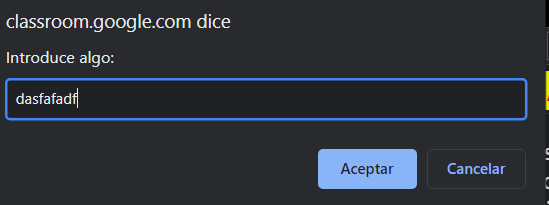 classroom.google.com dice
Introduce algo:
dasfafadf
Aceptar
Cancelar